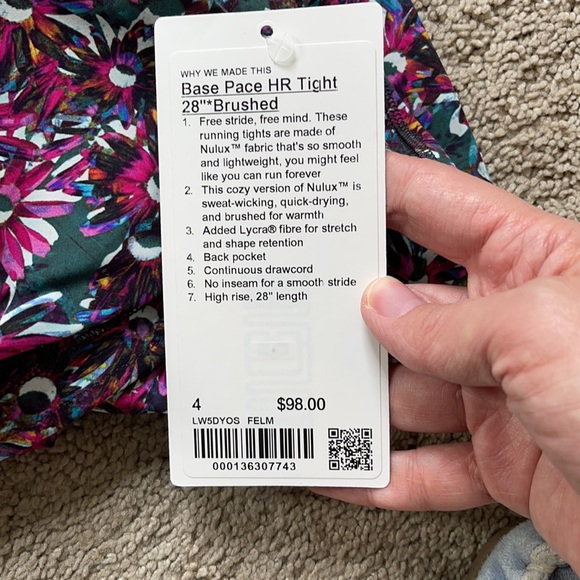 WHY WE MADE THIS
Base Pace HR Tight
28"*Brushed
1. Free stride, free mind. These
running tights are made of
Nulux™ fabric that's so smooth
and lightweight, you might feel
like you can run forever
2. This cozy version of Nulux™ is
sweat-wicking, quick-drying,
and brushed for warmth
3. Added Lycra® fibre for stretch
and shape retention
4. Back pocket
5. Continuous drawcord
6. No inseam for a smooth stride
7. High rise, 28" length
4 $98.00
LW5DYOS FELM
000136307743